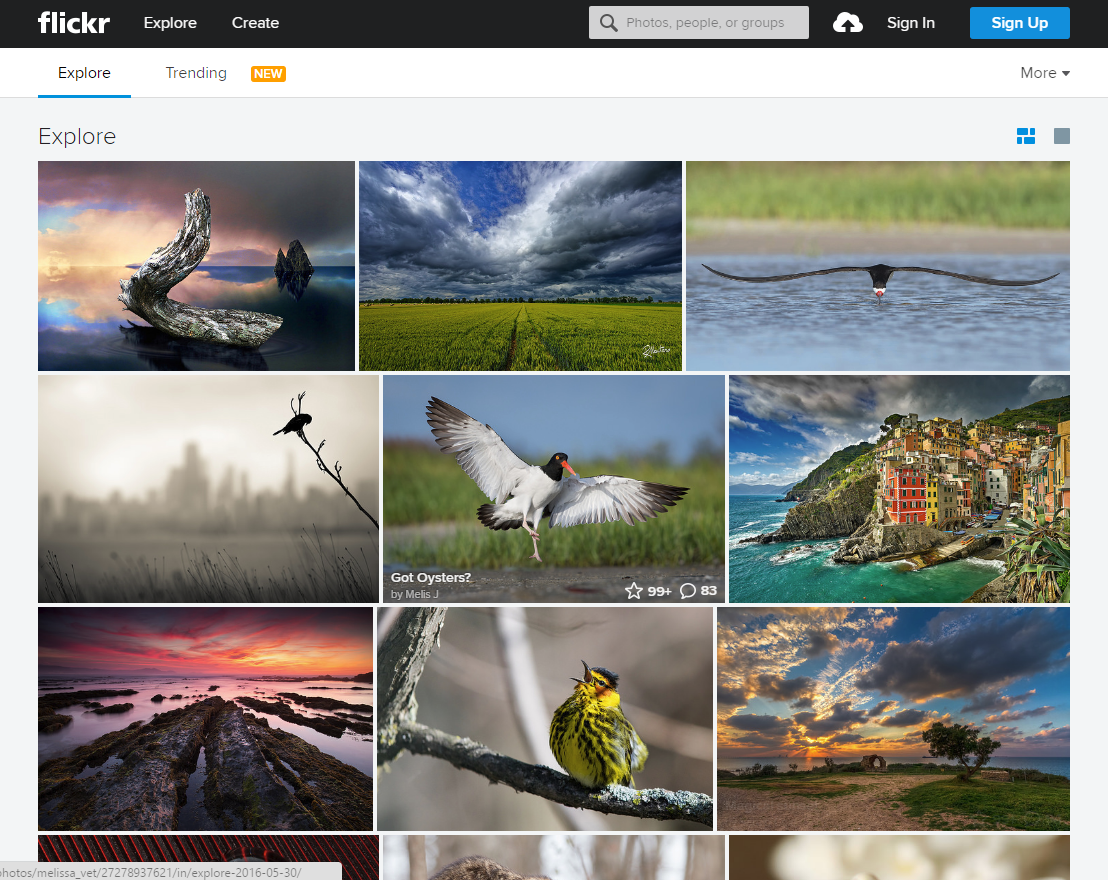 flickr Explore Create Photos, people, or groups Sign In Sign Up
Explore Trending NEW More
Explore
Got Oysters?
by Melis J 99+ 83
photos/melissa_vet/27278937621/in/explore-2016-05-30/